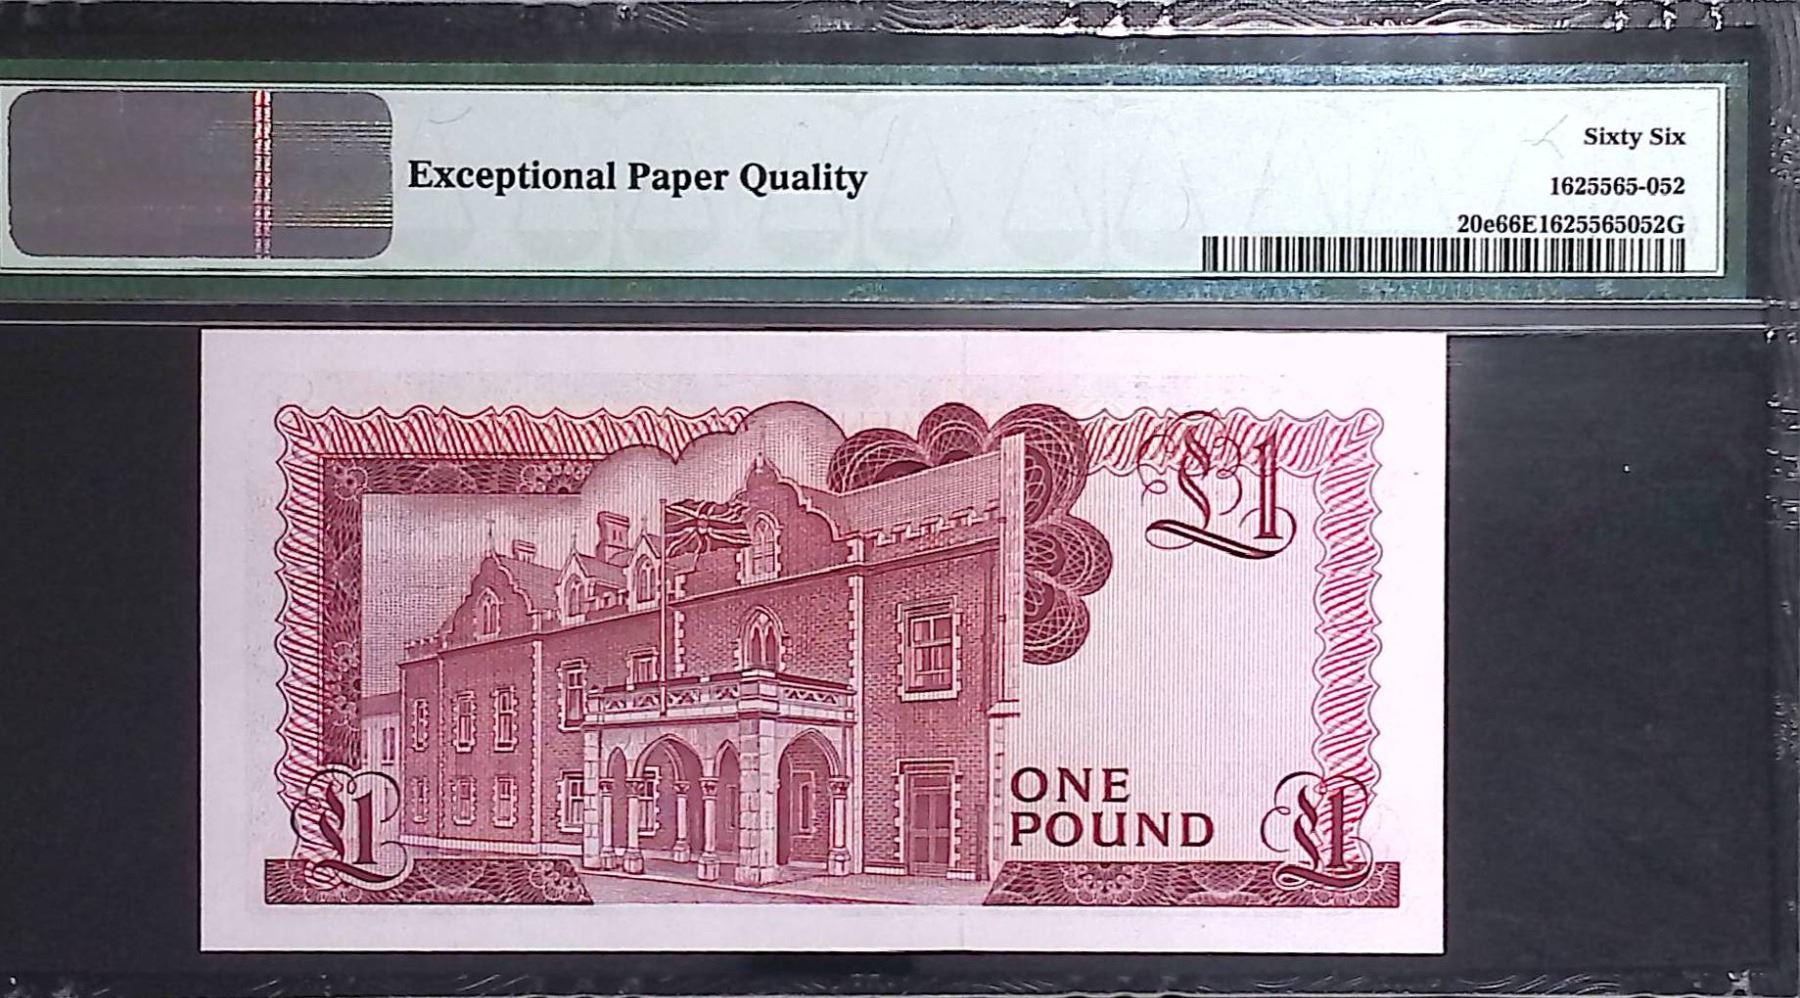 Exceptional Paper Quality
Sixty Six
1625565-052
20e66E1625565052G
£1
ONE
POUND
£1
£1